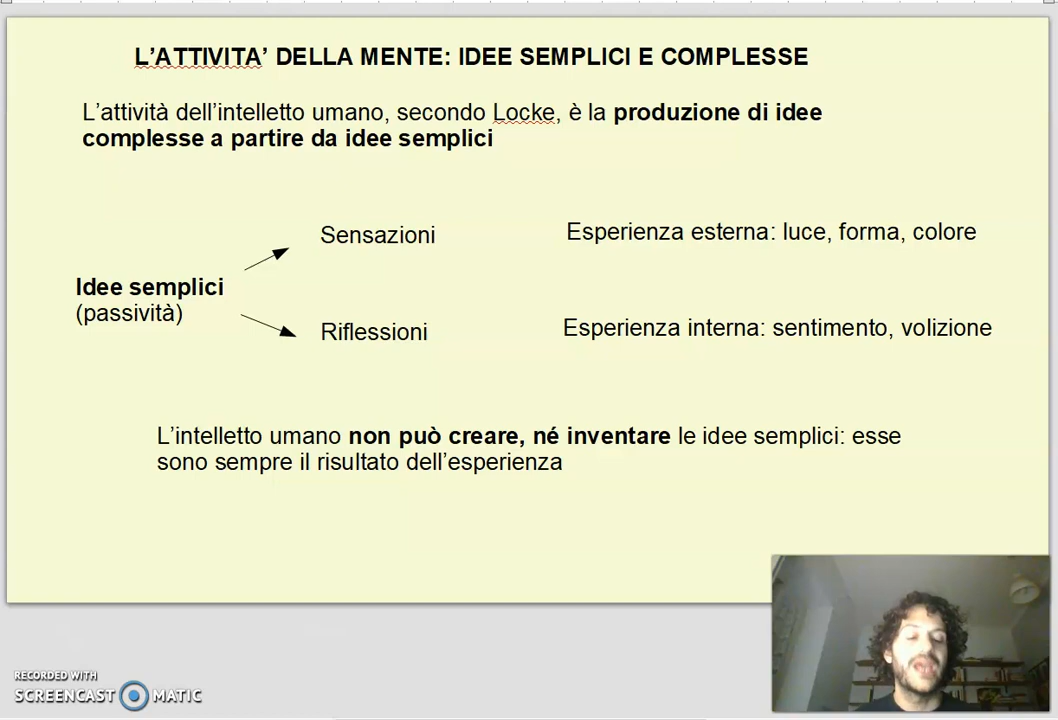 L'ATTIVITA' DELLA MENTE: IDEE SEMPLICI E COMPLESSE
L'attività dell'intelletto umano, secondo Locke, è la produzione di idee
complesse a partire da idee semplici
Sensazioni
Esperienza esterna: luce, forma, colore
Idee semplici
(passività)
Riflessioni
Esperienza interna: sentimento, volizione
L'intelletto umano non può creare, né inventare le idee semplici: esse
sono sempre il risultato dell'esperienza
RECORDED WITH
SCREENCAST MATIC